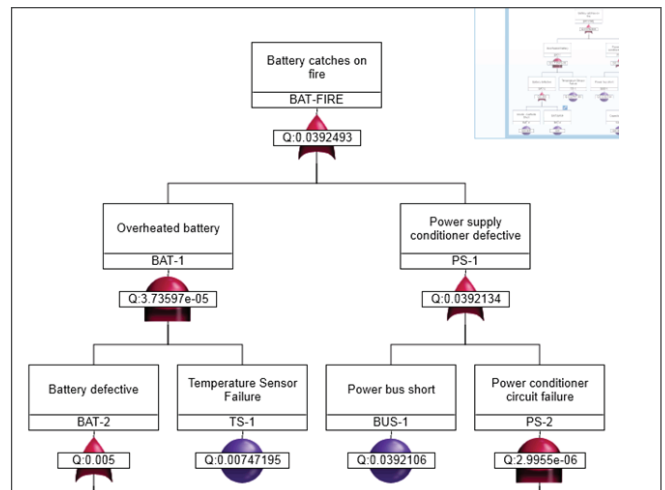 Battery catches on
fire
BAT-FIRE
Q:0.0392493
Overheated battery
BAT-1
Q:3.73597e-05
Power supply
conditioner defective
PS-1
Q:0.0392134
Battery defective
BAT-2
Q:0.005
Temperature Sensor
Failure
TS-1
Q:0.00747195
Power bus short
BUS-1
Q:0.0392106
Power conditioner
circuit failure
PS-2
Q:2.9955e-06